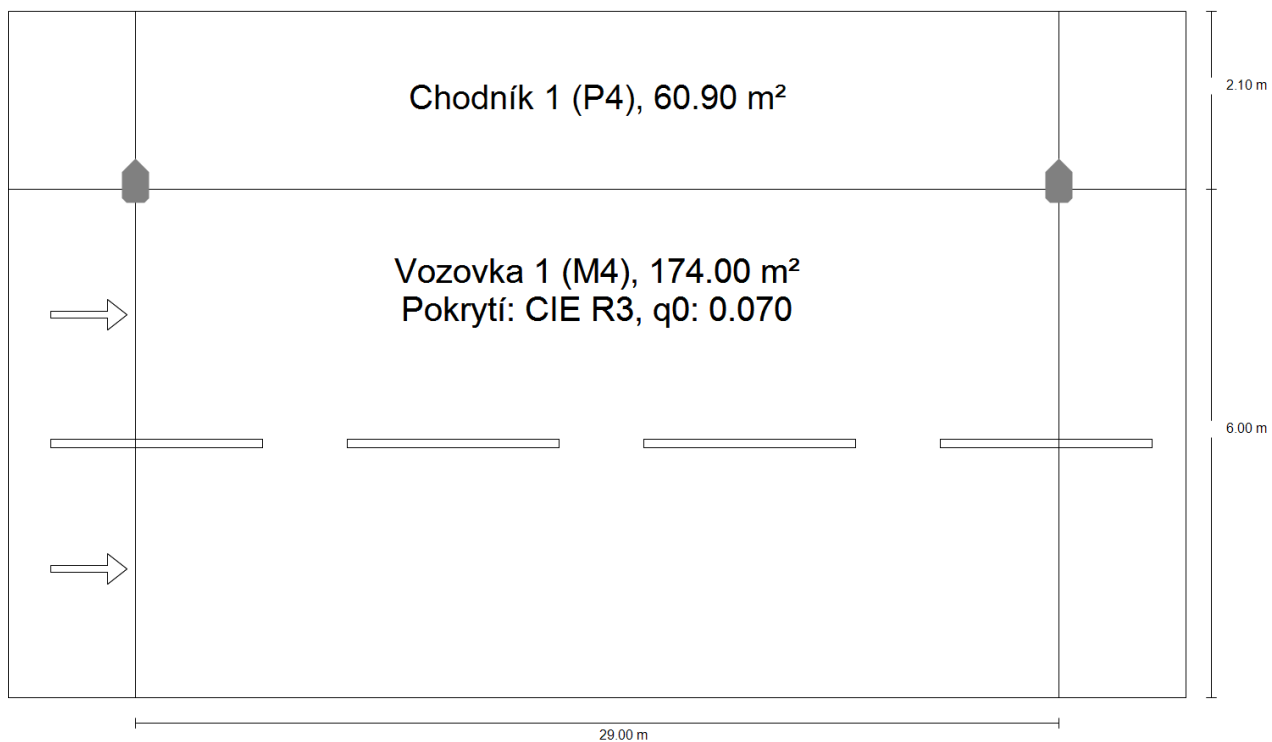 Chodník 1 (P4), 60.90 m²
2.10 m
Vozovka 1 (M4), 174.00 m²
Pokrytí: CIE R3, q0: 0.070
6.00 m
29.00 m